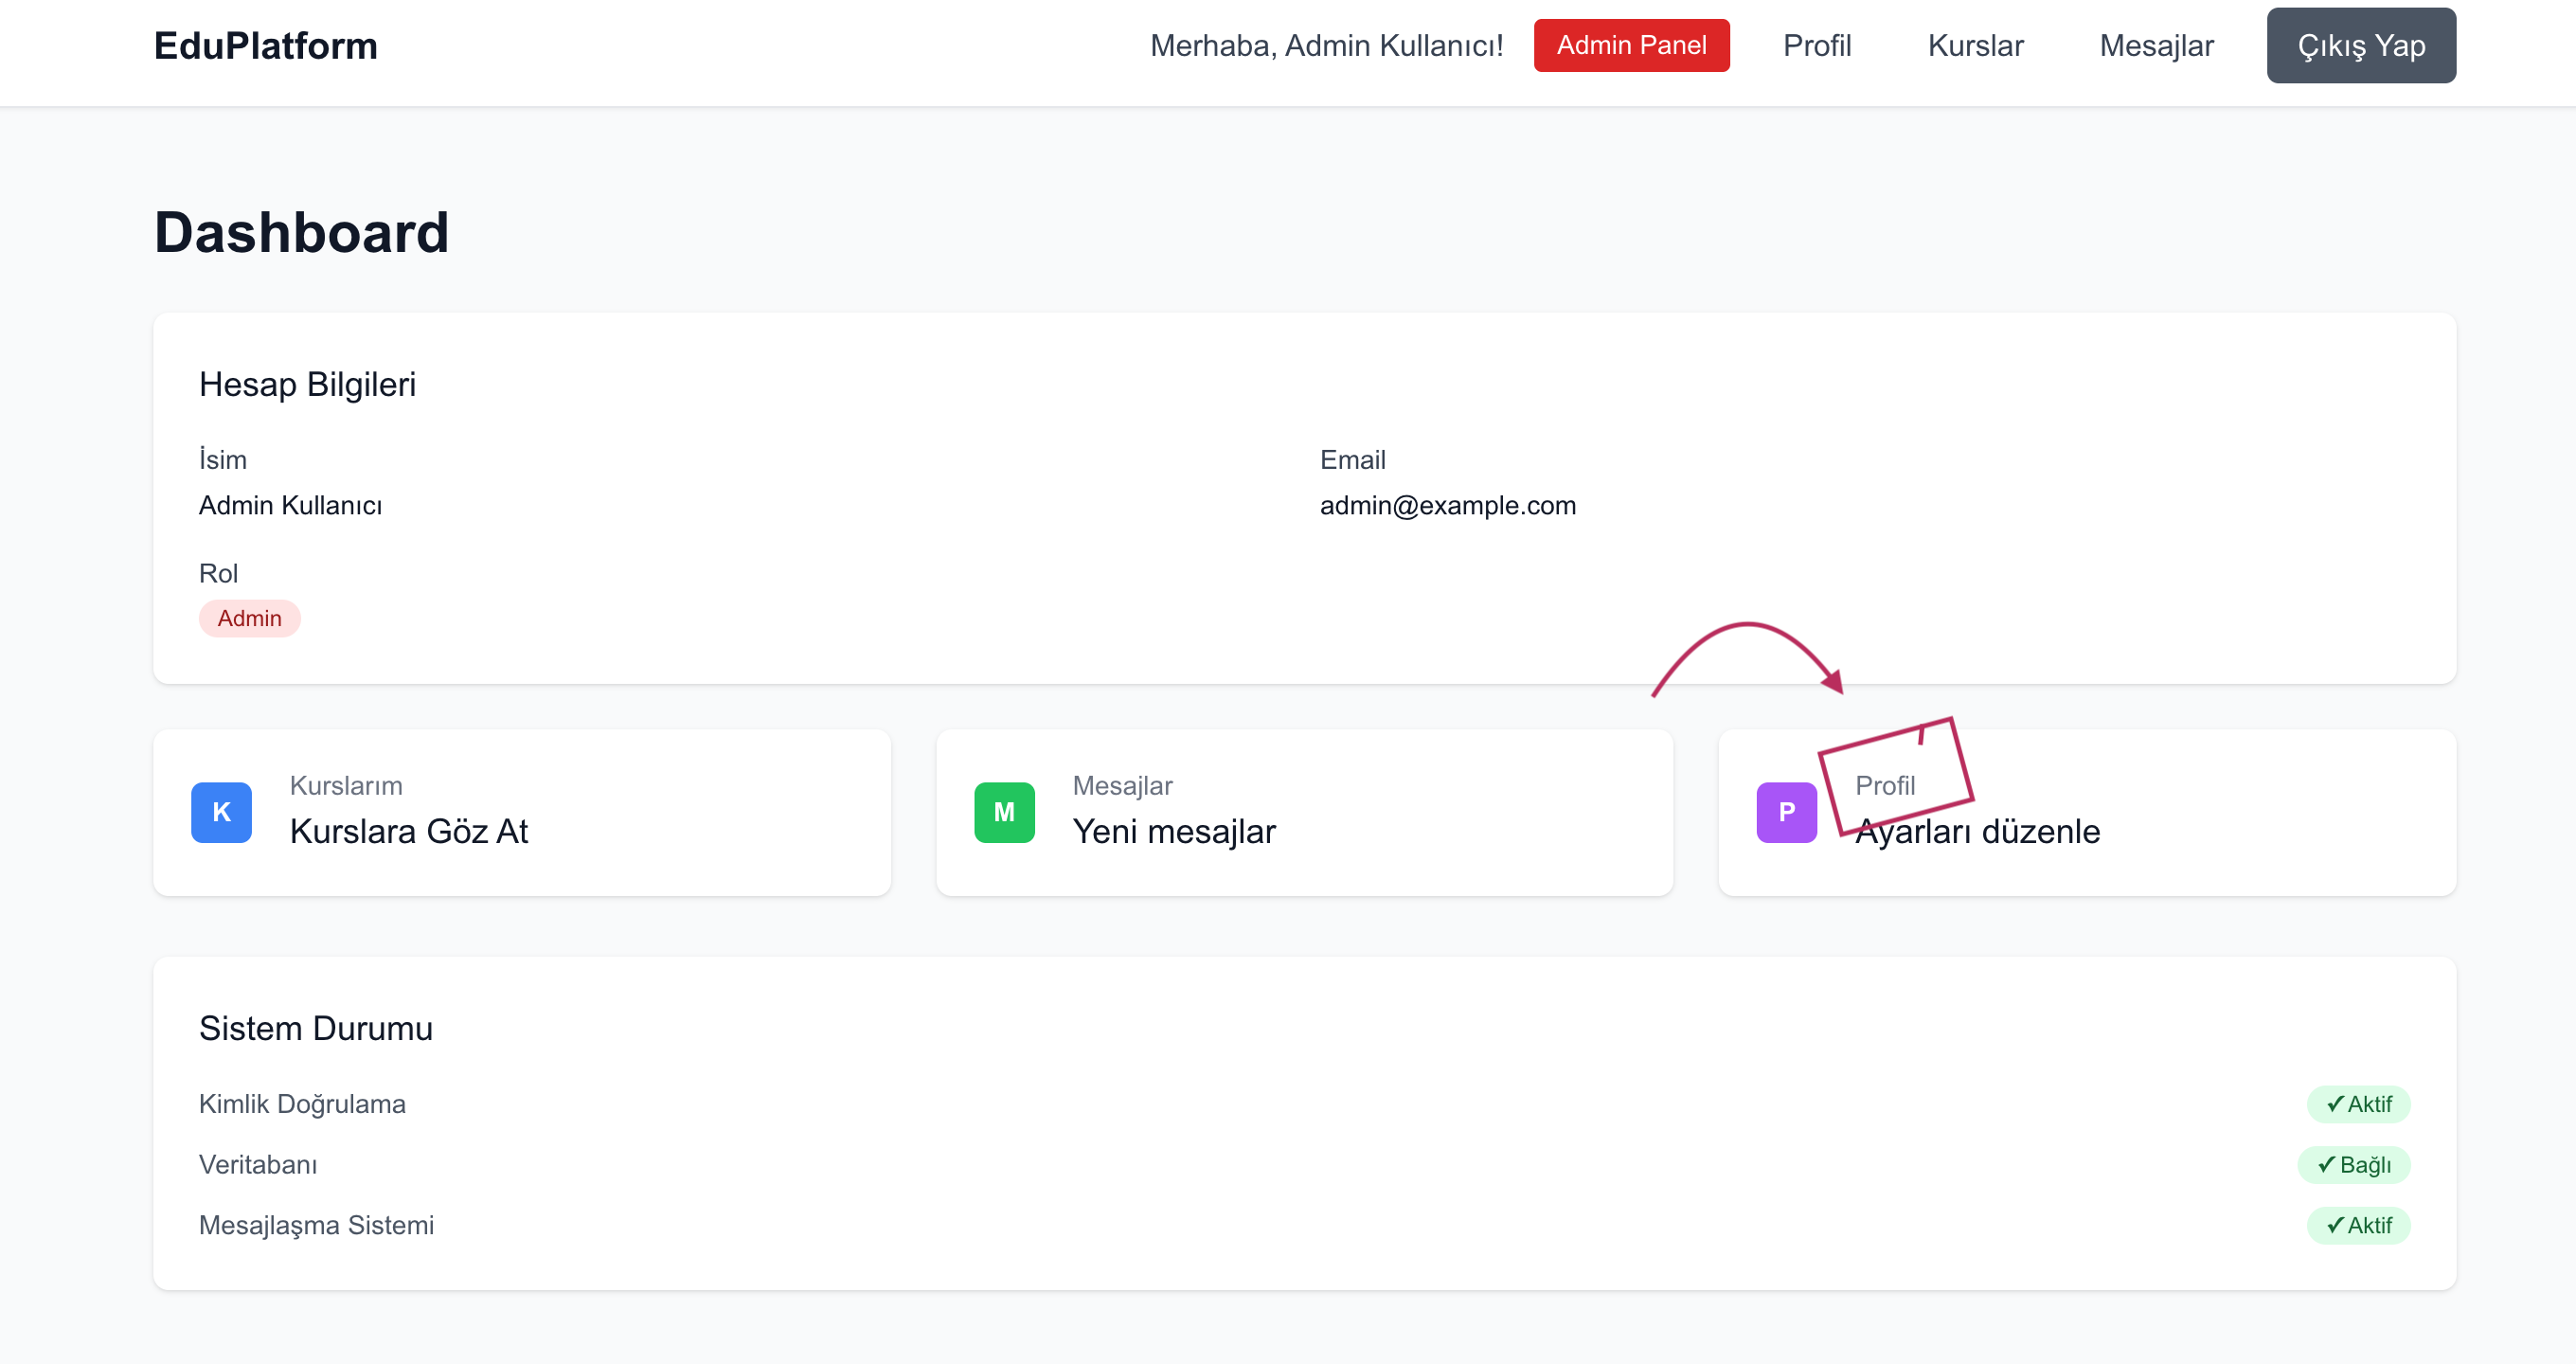 EduPlatform
Merhaba, Admin Kullanıcı!
Admin Panel
Profil
Kurslar
Mesajlar
Çıkış Yap
Dashboard
Hesap Bilgileri
İsim
Email
Admin Kullanıcı
admin@example.com
Rol
Admin
K
Kurslarım
Kurslara Göz At
M
Mesajlar
Yeni mesajlar
P
Profil
Ayarları düzenle
Sistem Durumu
Kimlik Doğrulama
✓ Aktif
Veritabanı
✓ Bağlı
Mesajlaşma Sistemi
✓ Aktif